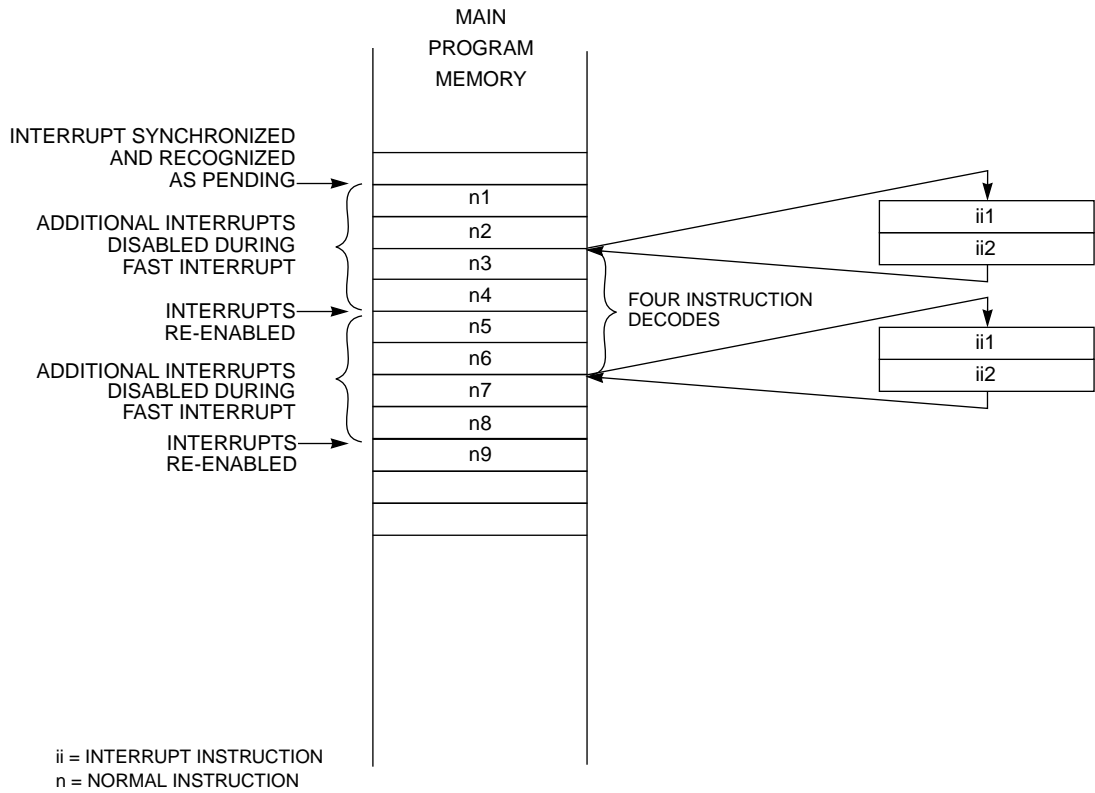 MAIN
PROGRAM
MEMORY
INTERRUPT SYNCHRONIZED
AND RECOGNIZED
AS PENDING
ADDITIONAL INTERRUPTS
DISABLED DURING
FAST INTERRUPT
INTERRUPTS
RE-ENABLED
ADDITIONAL INTERRUPTS
DISABLED DURING
FAST INTERRUPT
INTERRUPTS
RE-ENABLED
n1
n2
n3
n4
n5
n6
n7
n8
n9
FOUR INSTRUCTION
DECODES
ii1
ii2
ii1
ii2
ii = INTERRUPT INSTRUCTION
n = NORMAL INSTRUCTION